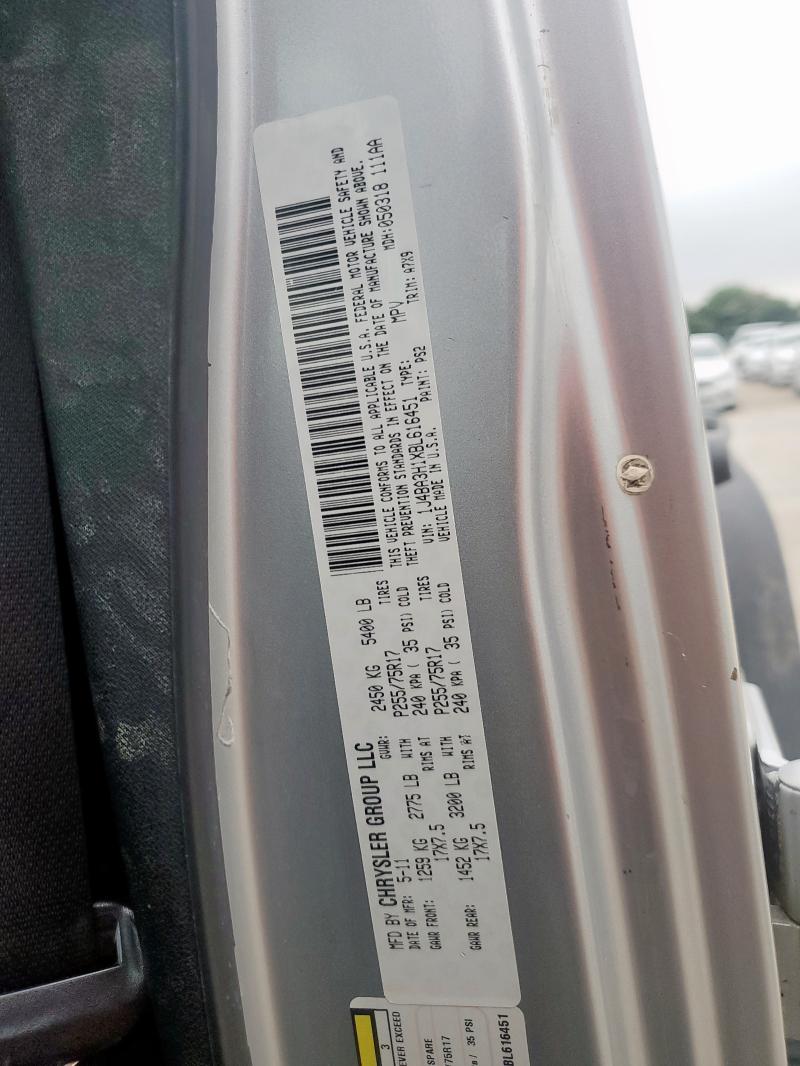 MFD BY CHRYSLER GROUP LLC
DATE OF MFR: 5-11 GVWR: 2450 KG 5400 LB
GAWR FRONT: 1259 KG 2775 LB WITH P255/75R17 TIRES
17X7.5 RIMS AT 240 KPA ( 35 PSI) COLD
GAWR REAR: 1452 KG 3200 LB WITH P255/75R17 TIRES
17X7.5 RIMS AT 240 KPA ( 35 PSI) COLD
THIS VEHICLE CONFORMS TO ALL APPLICABLE U.S.A. FEDERAL MOTOR VEHICLE SAFETY AND
THEFT PREVENTION STANDARDS IN EFFECT ON THE DATE OF MANUFACTURE SHOWN ABOVE.
VIN: 1J4BA3H1XBL616451 TYPE: MPV MDH:050318 111AA
VEHICLE MADE IN U.S.A. PAINT: PS2 TRIM: A7X9
3
EVER EXCEED
SPARE
/75R17
/ 35 PSI
BL616451